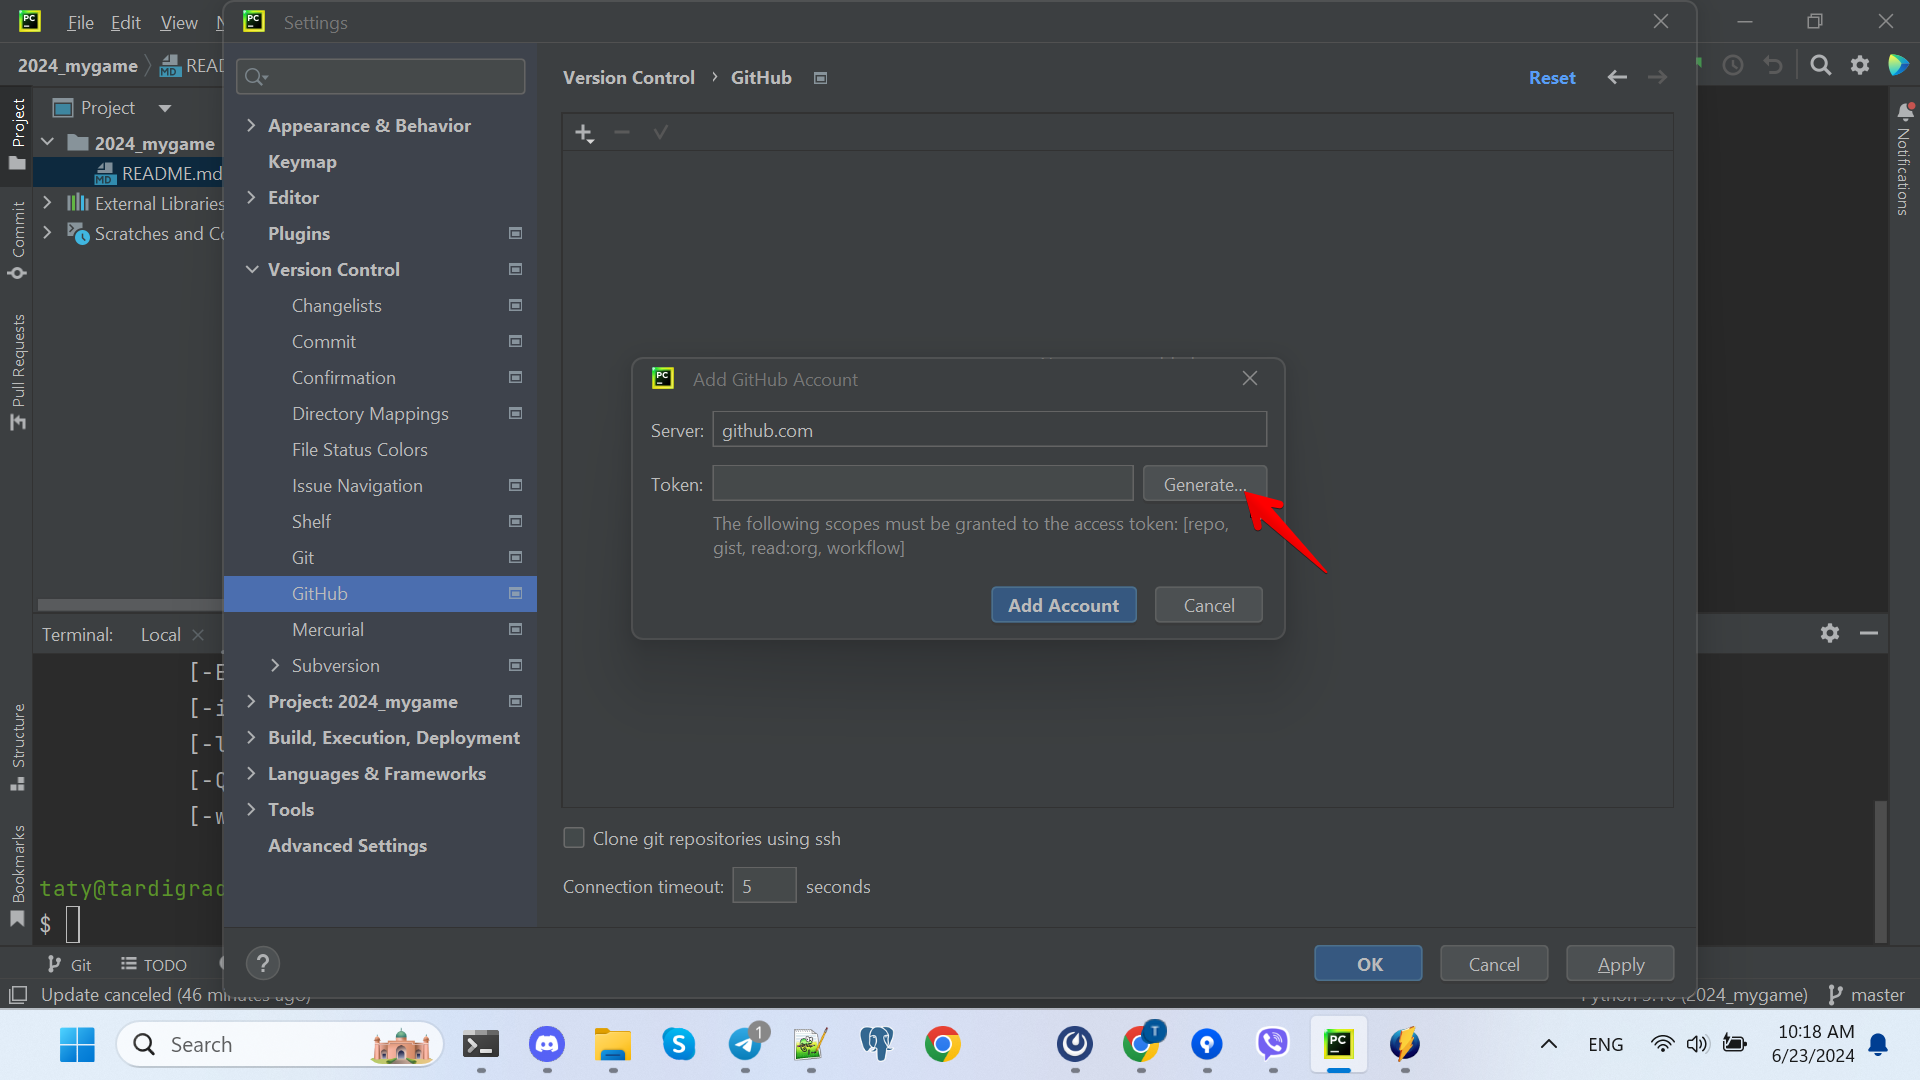 File Edit View
Settings
2024_mygame
Version Control › GitHub
Reset
Project
2024_mygame
README.md
External Libraries
Scratches and
Project
Commit
Pull Requests
Structure
Bookmarks
Appearance & Behavior
Keymap
Editor
Plugins
Version Control
Changelists
Commit
Confirmation
Directory Mappings
File Status Colors
Issue Navigation
Shelf
Git
GitHub
Mercurial
Subversion
Project: 2024_mygame
Build, Execution, Deployment
Languages & Frameworks
Tools
Advanced Settings
Add GitHub Account
Server: github.com
Token: Generate...
The following scopes must be granted to the access token: [repo,
gist, read:org, workflow]
Add Account Cancel
Clone git repositories using ssh
Connection timeout: 5 seconds
? OK Cancel Apply
Notifications
Terminal: Local
[-E
[-i
[-l
[-Q
[-w
taty@tardigrad
$
Git TODO
Update canceled (46 minutes ago)
(2024_mygame) master
Search
1
T
ENG
10:18 AM
6/23/2024